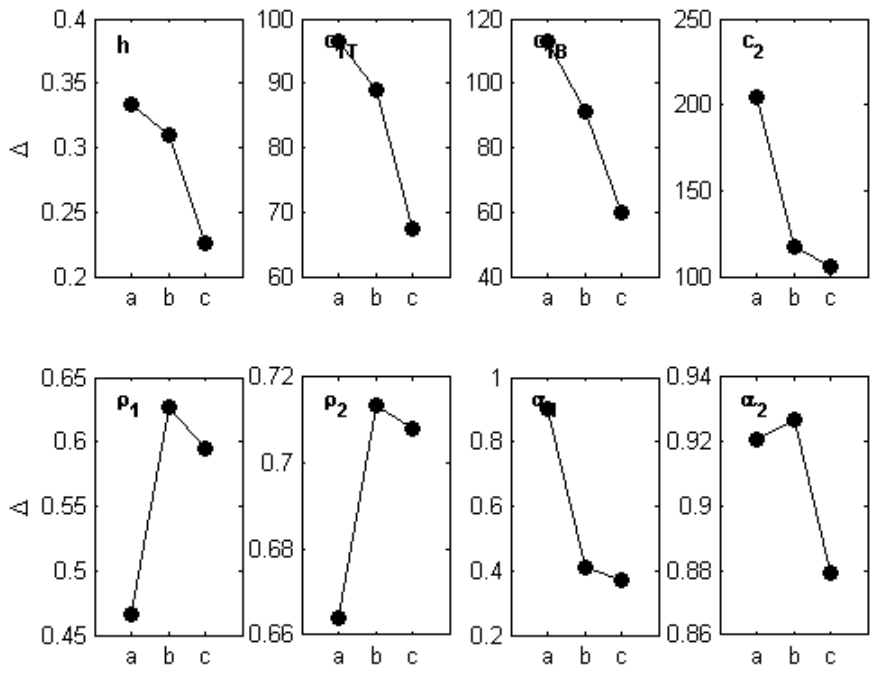 0.4 100 120 250
h c1T c1B c2
0.35 90 100 200
Δ 0.3 80 80 150
0.25 70 60
0.2 60 40 100
a b c a b c a b c a b c
0.65 0.72 1 0.94
ρ1 ρ2 α1 α2
0.6 0.7 0.8 0.92
Δ 0.55 0.6 0.9
0.5 0.68 0.4 0.88
0.45 0.66 0.2 0.86
a b c a b c a b c a b c